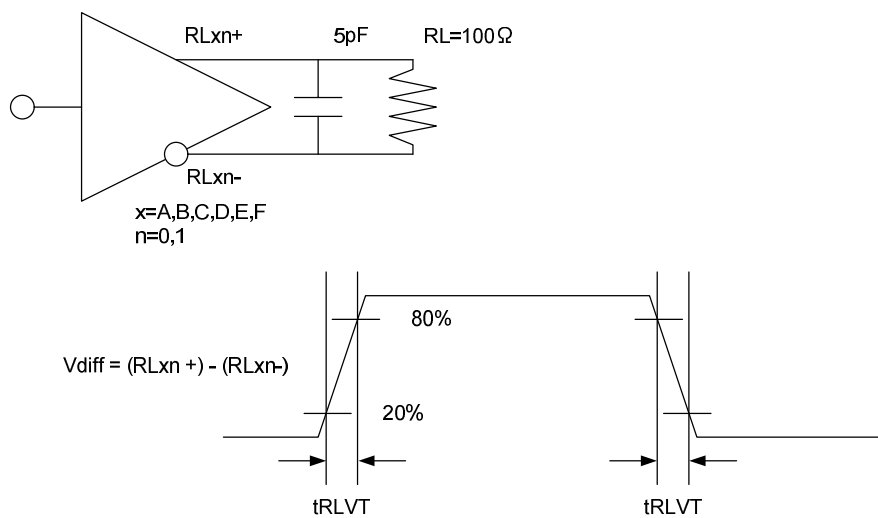 RLxn+ 5pF RL=100Ω
RLxn-
x=A,B,C,D,E,F
n=0,1
80%
Vdiff = (RLxn +) - (RLxn-)
20%
tRLVT tRLVT